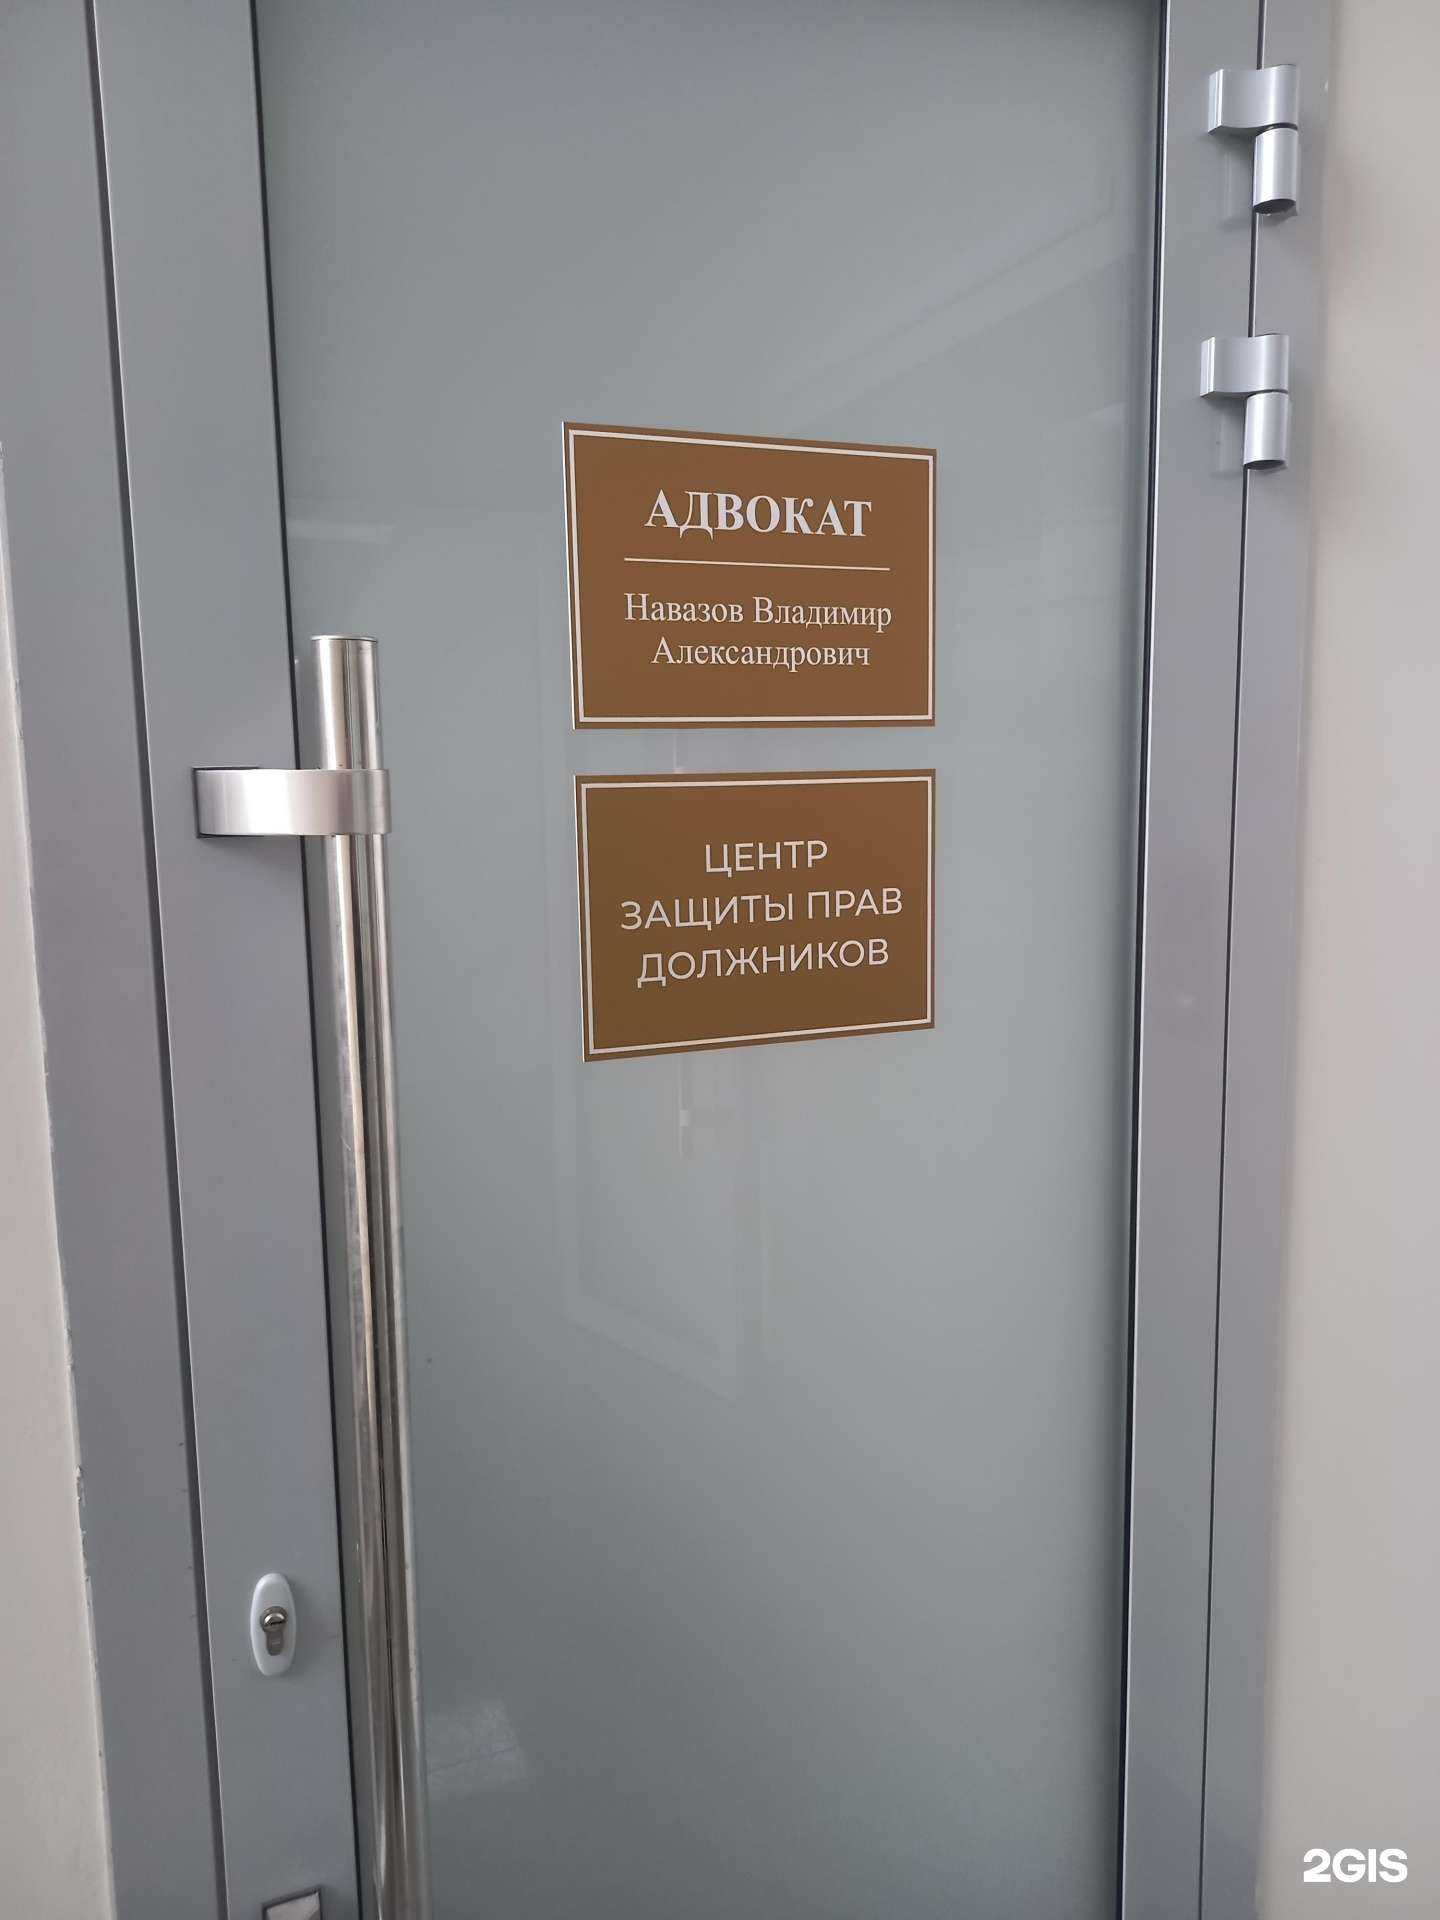 АДВОКАТ
Навазов Владимир
Александрович
ЦЕНТР
ЗАЩИТЫ ПРАВ
ДОЛЖНИКОВ
2GIS